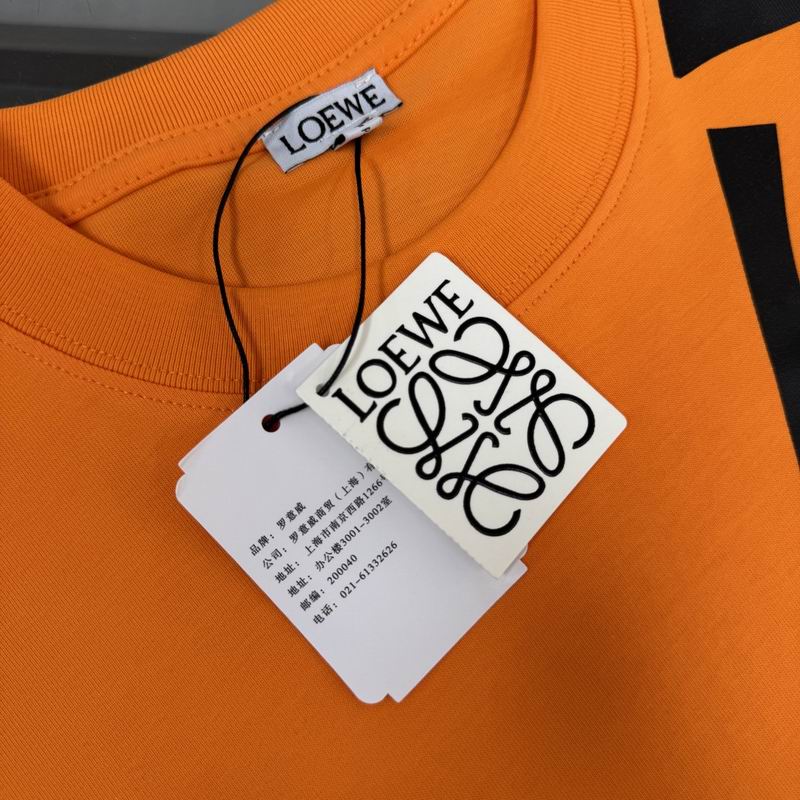 LOEWE
LOEWE
品牌：罗意威
公司：罗意威商贸（上海）有
地址：上海市南京西路1266
地址：办公楼3001-3002室
邮编：200040
电话：021-61332626